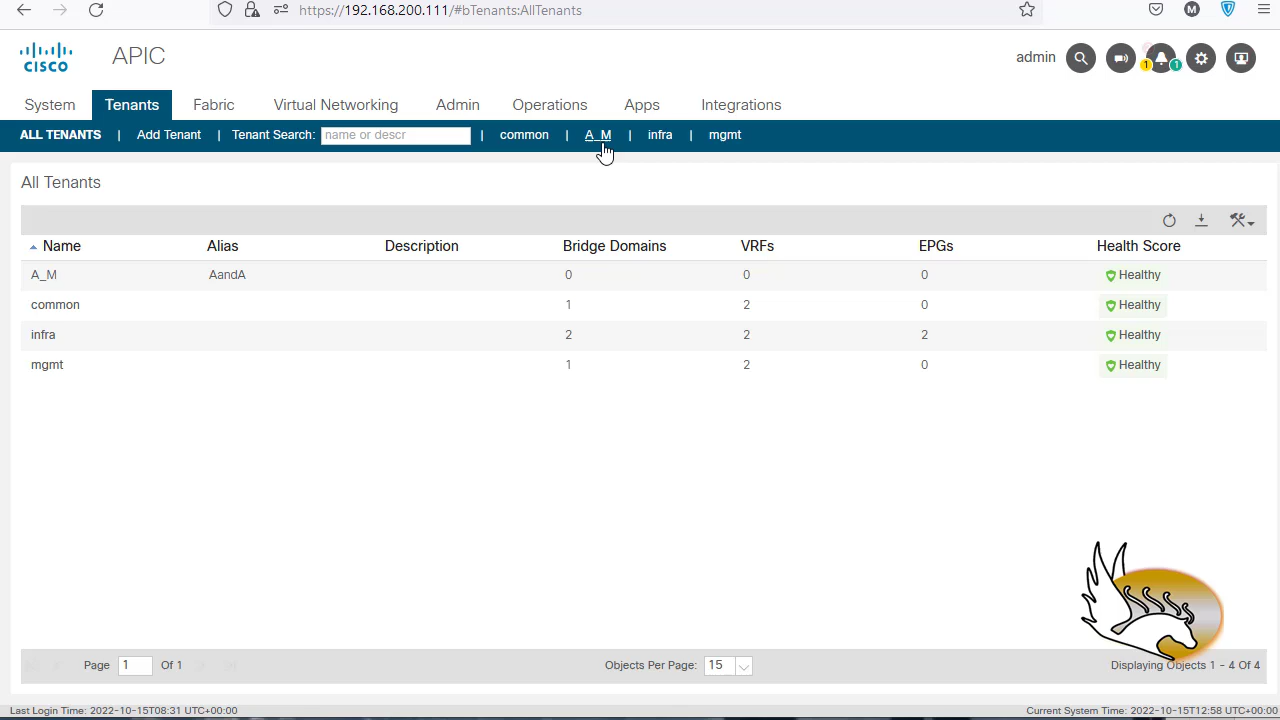 https://192.168.200.111/#bTenants:AllTenants
M
CISCO
APIC
admin
1
1
System Tenants Fabric Virtual Networking Admin Operations Apps Integrations
ALL TENANTS | Add Tenant | Tenant Search: name or descr | common | A_M | infra | mgmt
All Tenants
Name Alias Description Bridge Domains VRFs EPGs Health Score
A_M AandA 0 0 0 Healthy
common 1 2 0 Healthy
infra 2 2 2 Healthy
mgmt 1 2 0 Healthy
Page 1 Of 1 Objects Per Page: 15 Displaying Objects 1 - 4 Of 4
Last Login Time: 2022-10-15T08:31 UTC+00:00 Current System Time: 2022-10-15T12:58 UTC+00:00